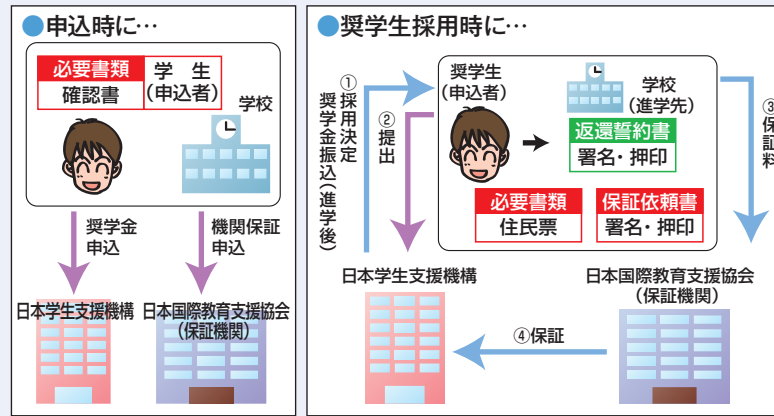 ●申込時に…
必要書類
確認書
学生
(申込者)
学校
奨学金
申込
機関保証
申込
日本学生支援機構
日本国際教育支援協会
(保証機関)
●奨学生採用時に…
①採用決定
奨学金振込(進学後)
②提出
奨学生
(申込者)
学校
(進学先)
返還誓約書
署名・押印
必要書類
住民票
保証依頼書
署名・押印
③保証料
日本学生支援機構
日本国際教育支援協会
(保証機関)
④保証